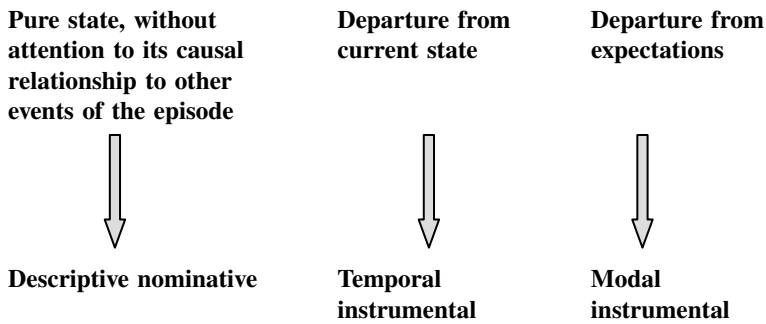 Pure state, without
attention to its causal
relationship to other
events of the episode
Departure from
current state
Departure from
expectations
Descriptive nominative
Temporal
instrumental
Modal
instrumental